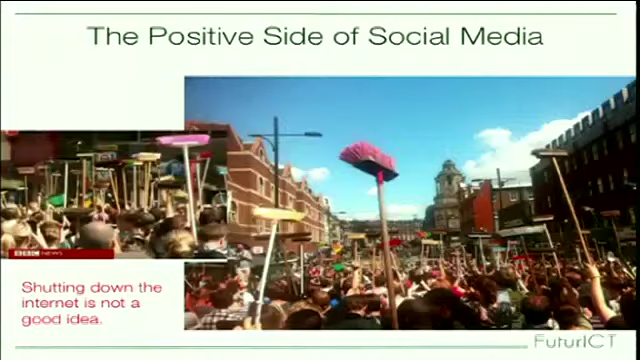 The Positive Side of Social Media
BBC NEWS
Shutting down the
internet is not a
good idea.
FuturICT